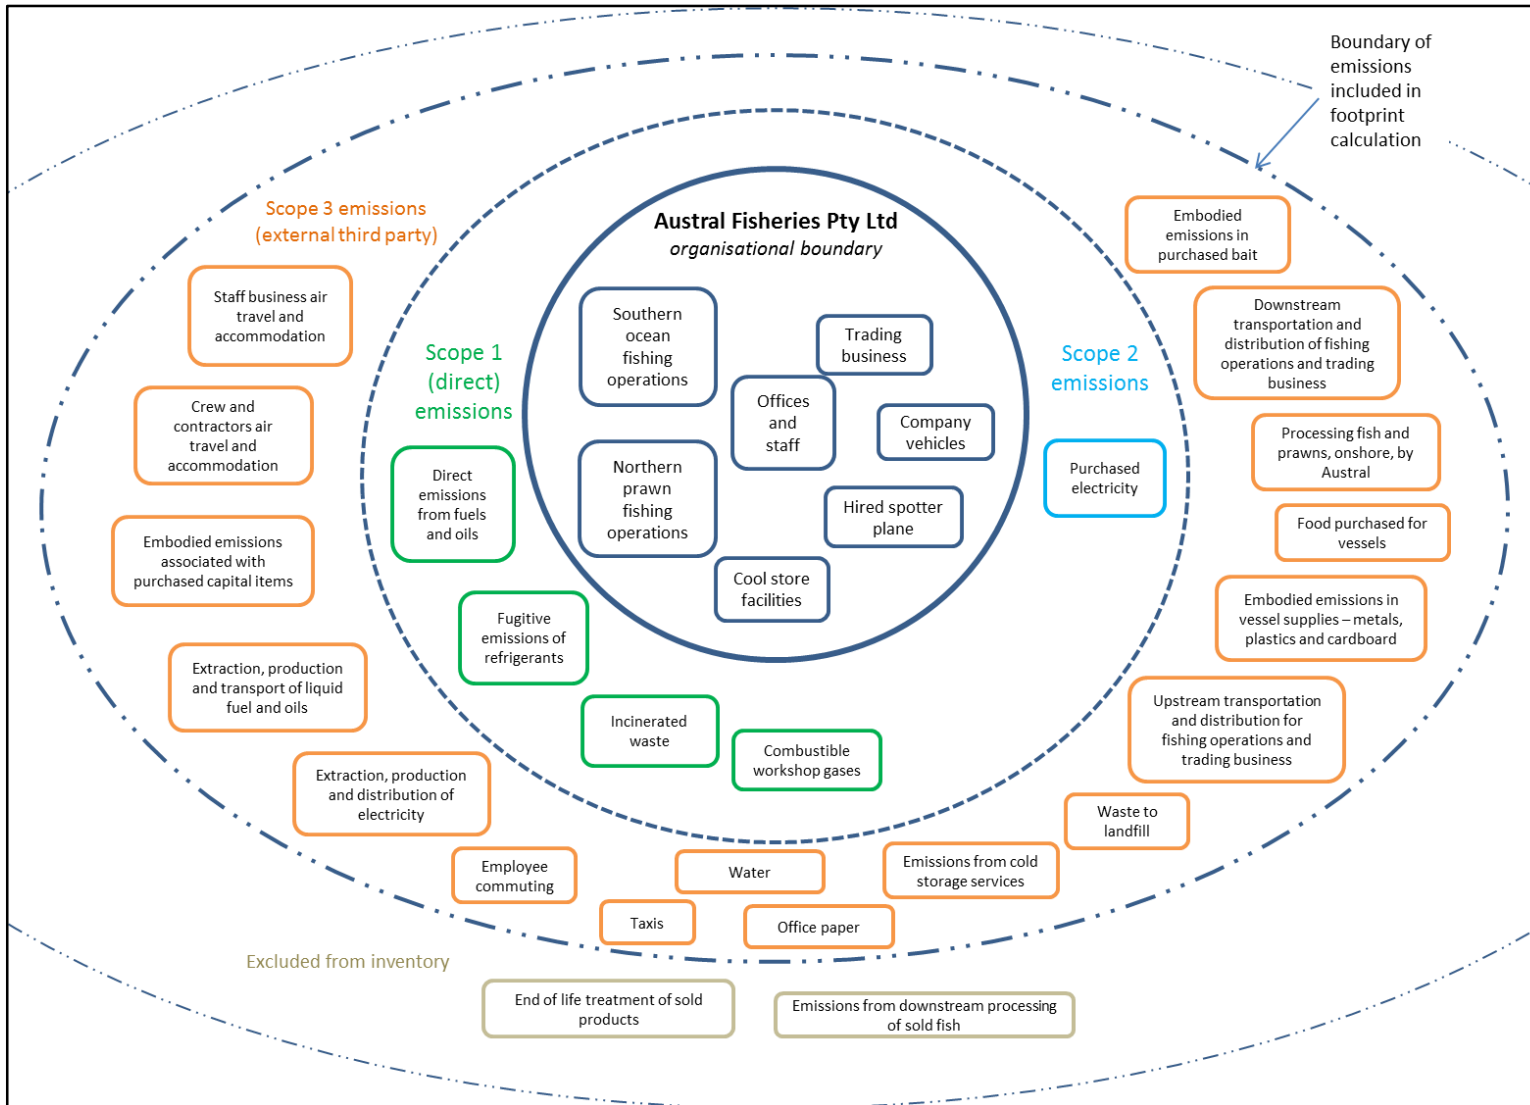 Boundary of
emissions
included in
footprint
calculation
Scope 3 emissions
(external third party)
Austral Fisheries Pty Ltd
organisational boundary
Embodied
emissions in
purchased bait
Staff business air
travel and
accommodation
Southern
ocean
fishing
operations
Trading
business
Downstream
transportation and
distribution of fishing
operations and trading
business
Scope 1
(direct)
emissions
Scope 2
emissions
Offices
and
staff
Company
vehicles
Crew and
contractors air
travel and
accommodation
Processing fish and
prawns, onshore, by
Austral
Direct
emissions
from fuels
and oils
Northern
prawn
fishing
operations
Purchased
electricity
Hired spotter
plane
Food purchased for
vessels
Embodied emissions
associated with
purchased capital items
Cool store
facilities
Embodied emissions in
vessel supplies – metals,
plastics and cardboard
Fugitive
emissions of
refrigerants
Extraction, production
and transport of liquid
fuel and oils
Upstream transportation
and distribution for
fishing operations and
trading business
Incinerated
waste
Combustible
workshop gases
Extraction, production
and distribution of
electricity
Waste to
landfill
Employee
commuting
Water
Emissions from cold
storage services
Taxis
Office paper
Excluded from inventory
End of life treatment of sold
products
Emissions from downstream processing
of sold fish